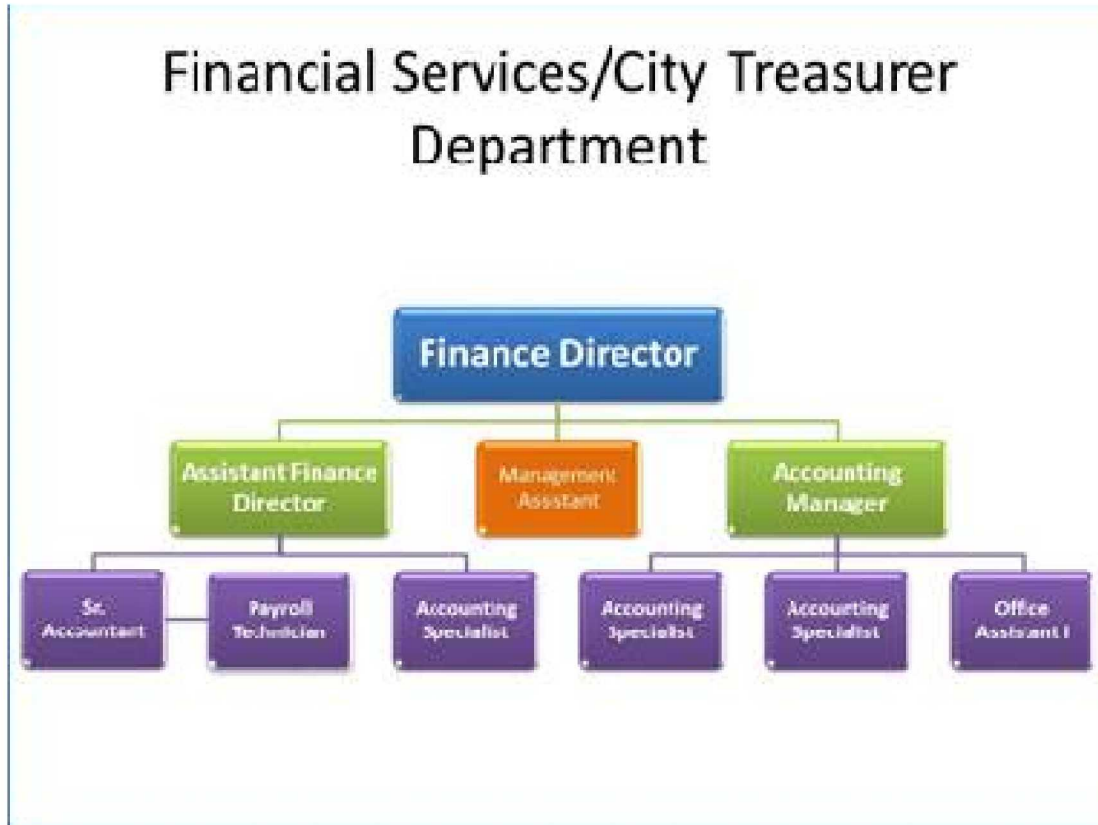 Financial Services/City Treasurer
Department
Finance Director
Assistant Finance
Director
Management
Assistant
Accounting
Manager
Sr.
Accountant
Payroll
Technician
Accounting
Specialist
Accounting
Specialist
Accounting
Specialist
Office
Assistant I